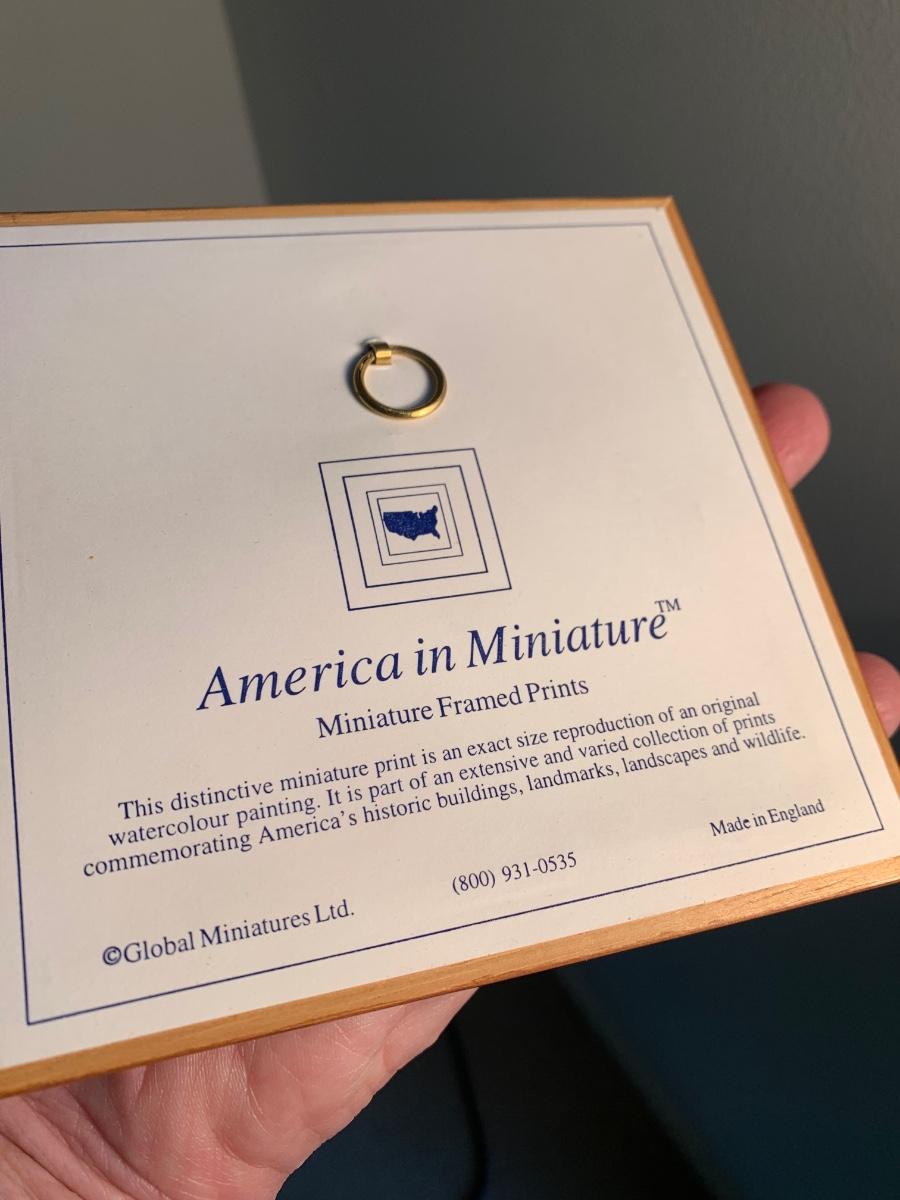 America in Miniature™
Miniature Framed Prints
This distinctive miniature print is an exact size reproduction of an original
watercolour painting. It is part of an extensive and varied collection of prints
commemorating America's historic buildings, landmarks, landscapes and wildlife.
Made in England
(800) 931-0535
©Global Miniatures Ltd.